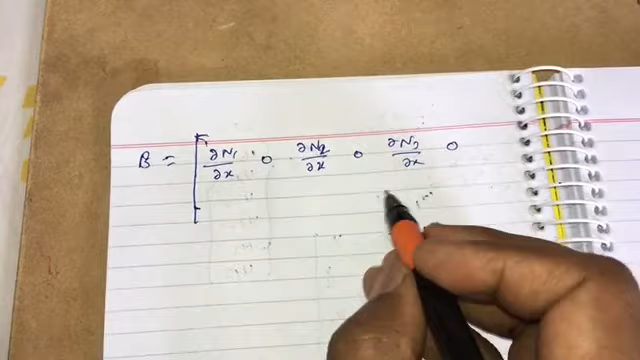 B = [ ∂N₁/∂x 0 ∂N₂/∂x 0 ∂N₃/∂x 0